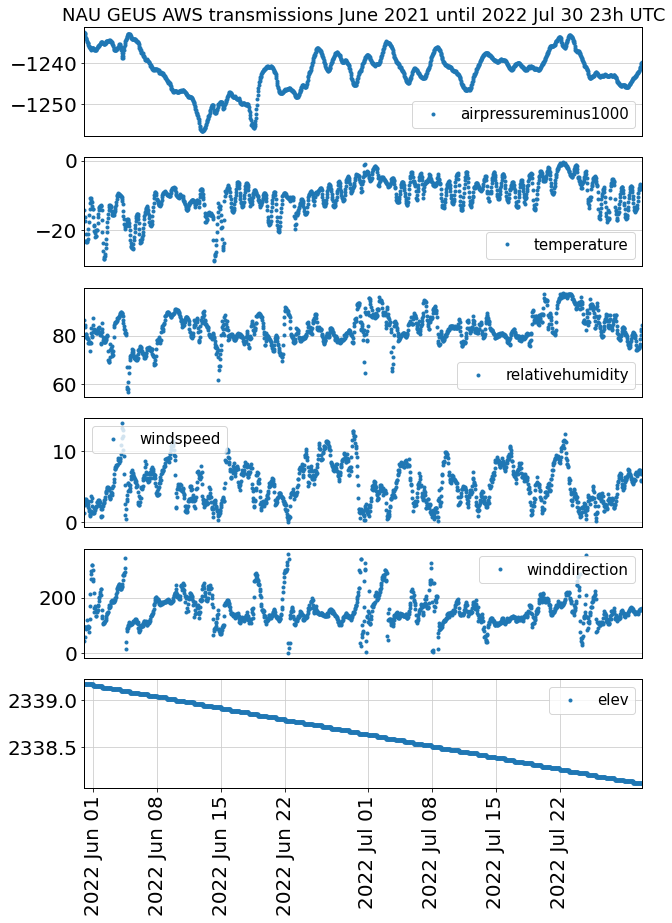 NAU GEUS AWS transmissions June 2021 until 2022 Jul 30 23h UTC
−1240
−1250
airpressureminus1000
0
−20
temperature
80
60
relativehumidity
windspeed
10
0
winddirection
200
0
elev
2339.0
2338.5
2022 Jun 01
2022 Jun 08
2022 Jun 15
2022 Jun 22
2022 Jul 01
2022 Jul 08
2022 Jul 15
2022 Jul 22